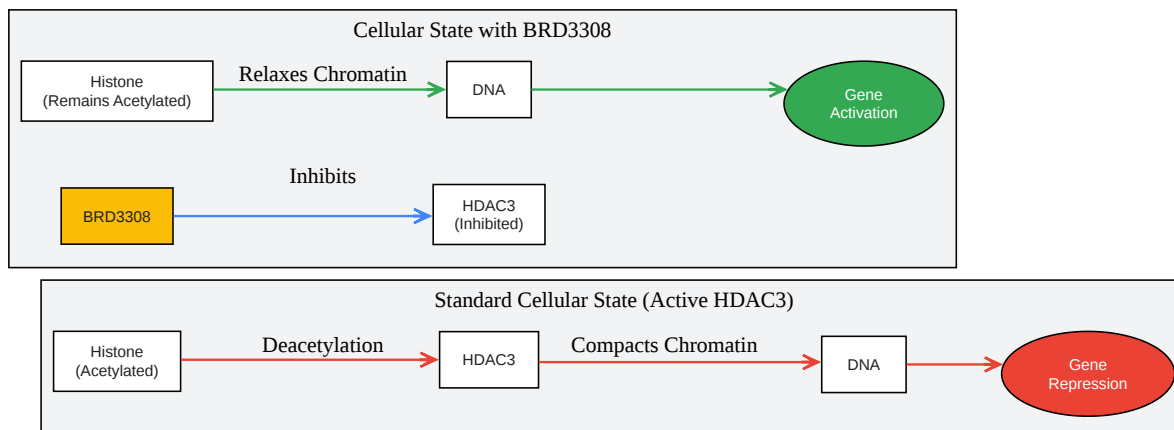 Cellular State with BRD3308
Histone
(Remains Acetylated)
Relaxes Chromatin
DNA
Gene
Activation
BRD3308
Inhibits
HDAC3
(Inhibited)
Standard Cellular State (Active HDAC3)
Histone
(Acetylated)
Deacetylation
HDAC3
Compacts Chromatin
DNA
Gene
Repression